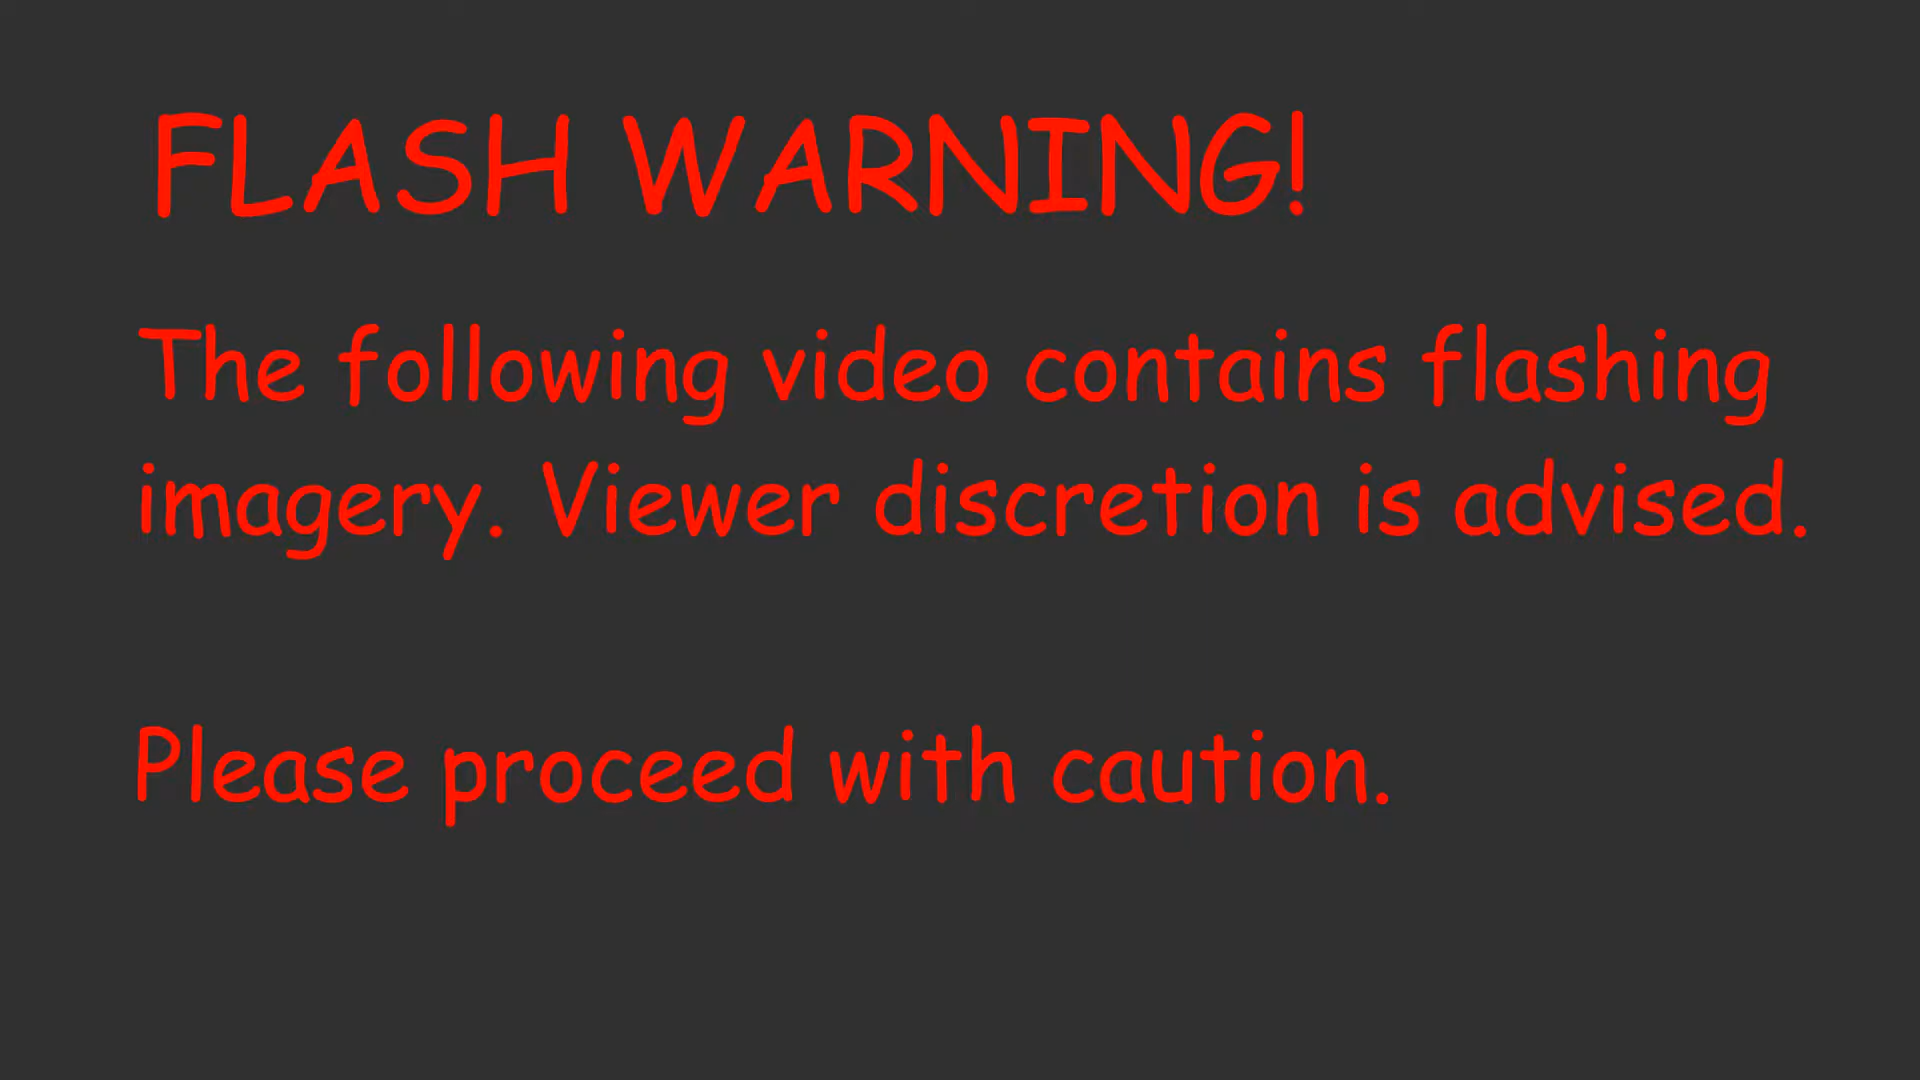 FLASH WARNING!
The following video contains flashing
imagery. Viewer discretion is advised.
Please proceed with caution.